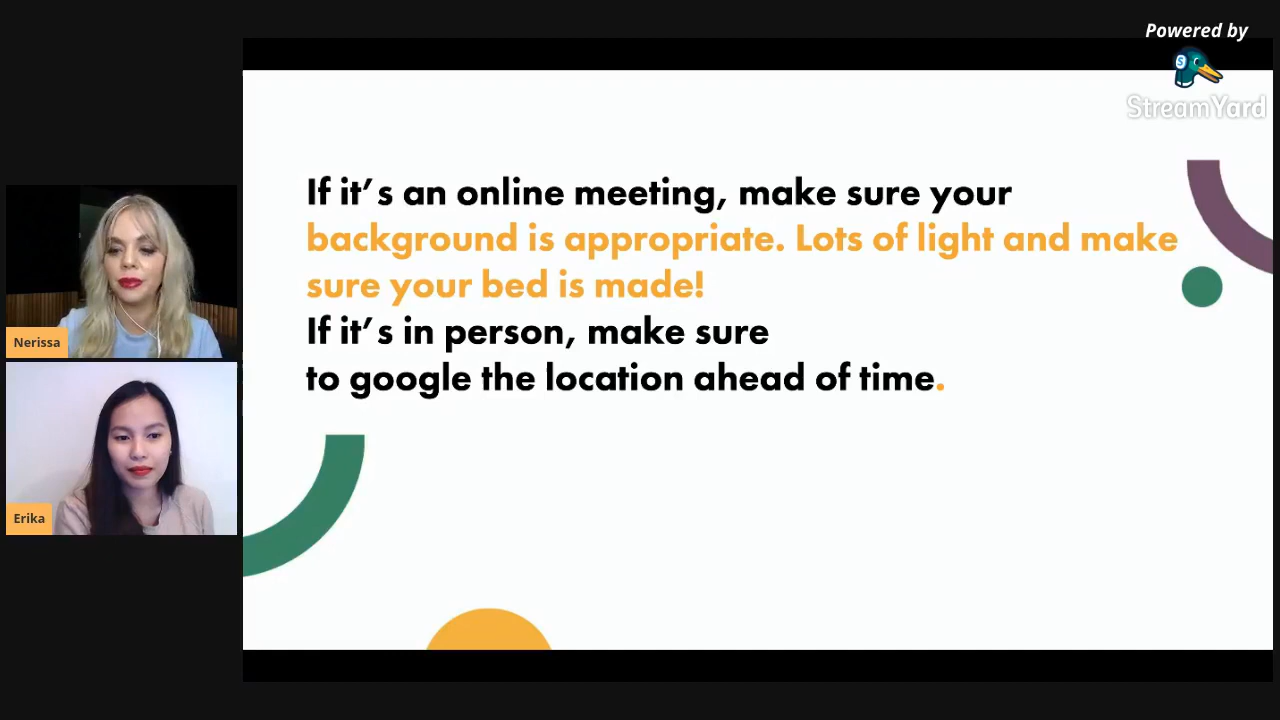 Powered by
StreamYard
If it's an online meeting, make sure your
background is appropriate. Lots of light and make
sure your bed is made!
If it's in person, make sure
to google the location ahead of time.
Nerissa
Erika